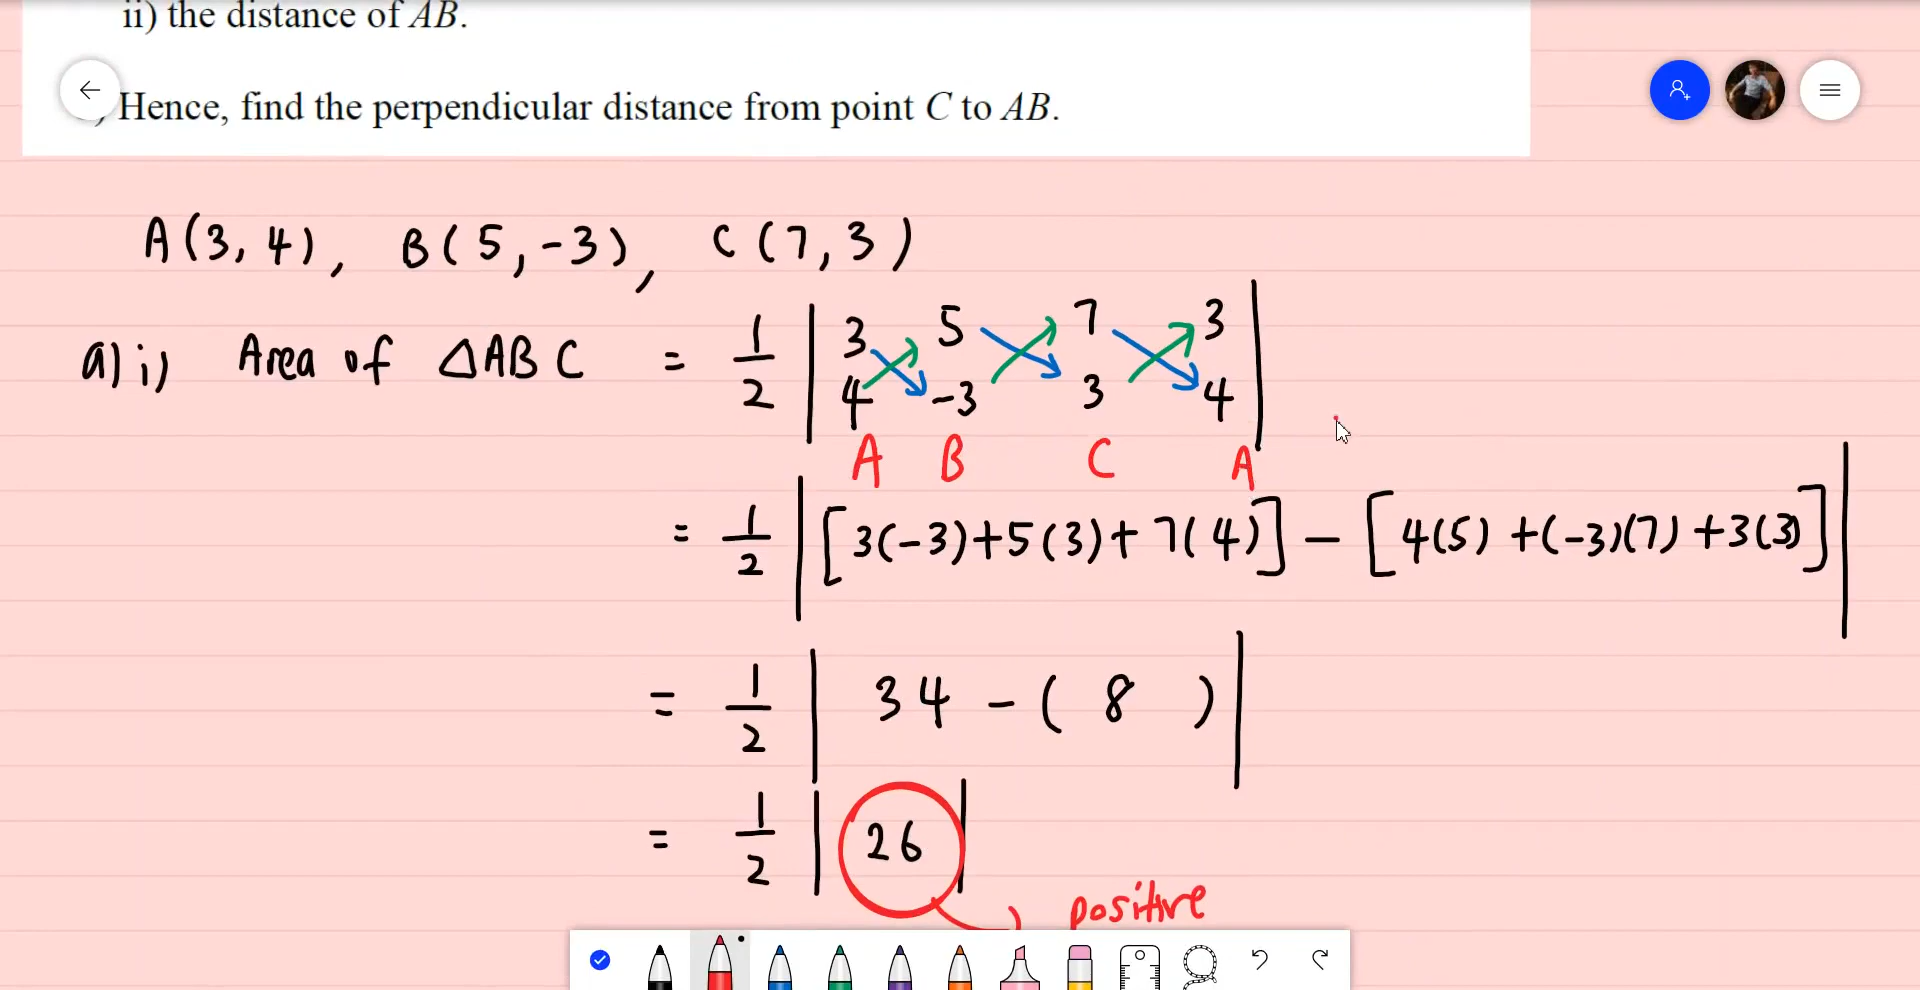 ii) the distance of AB.
Hence, find the perpendicular distance from point C to AB.
A(3,4), B(5,-3), C(7,3)
a) i) Area of △ABC = 1/2 | 3 5 7 3
4 -3 3 4 |
A B C A
= 1/2 | [3(-3)+5(3)+7(4)] - [4(5)+(-3)(7)+3(3)] |
= 1/2 | 34 - ( 8 ) |
= 1/2 | 26 |
positive